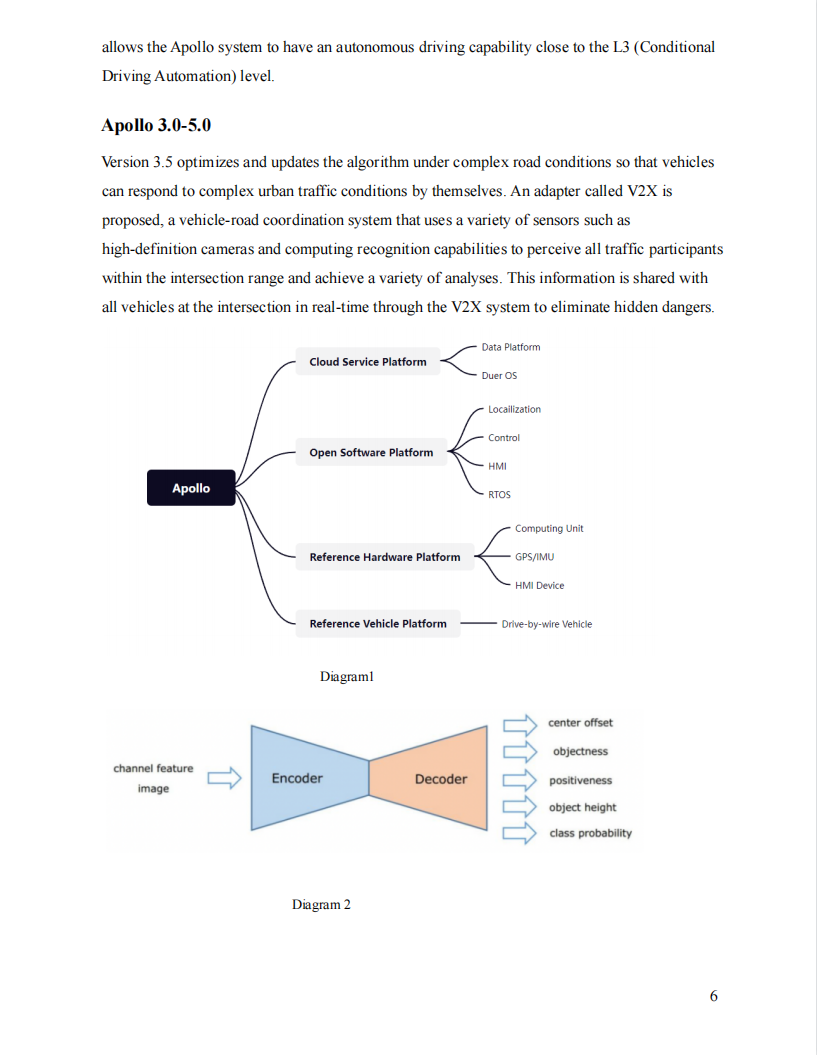 allows the Apollo system to have an autonomous driving capability close to the L3 (Conditional
Driving Automation) level.
Apollo 3.0-5.0
Version 3.5 optimizes and updates the algorithm under complex road conditions so that vehicles
can respond to complex urban traffic conditions by themselves. An adapter called V2X is
proposed, a vehicle-road coordination system that uses a variety of sensors such as
high-definition cameras and computing recognition capabilities to perceive all traffic participants
within the intersection range and achieve a variety of analyses. This information is shared with
all vehicles at the intersection in real-time through the V2X system to eliminate hidden dangers.
Apollo
Cloud Service Platform
Data Platform
Duer OS
Open Software Platform
Locailization
Control
HMI
RTOS
Reference Hardware Platform
Computing Unit
GPS/IMU
HMI Device
Reference Vehicle Platform
Drive-by-wire Vehicle
Diagram1
channel feature
image
Encoder
Decoder
center offset
objectness
positiveness
object height
class probability
Diagram 2
6